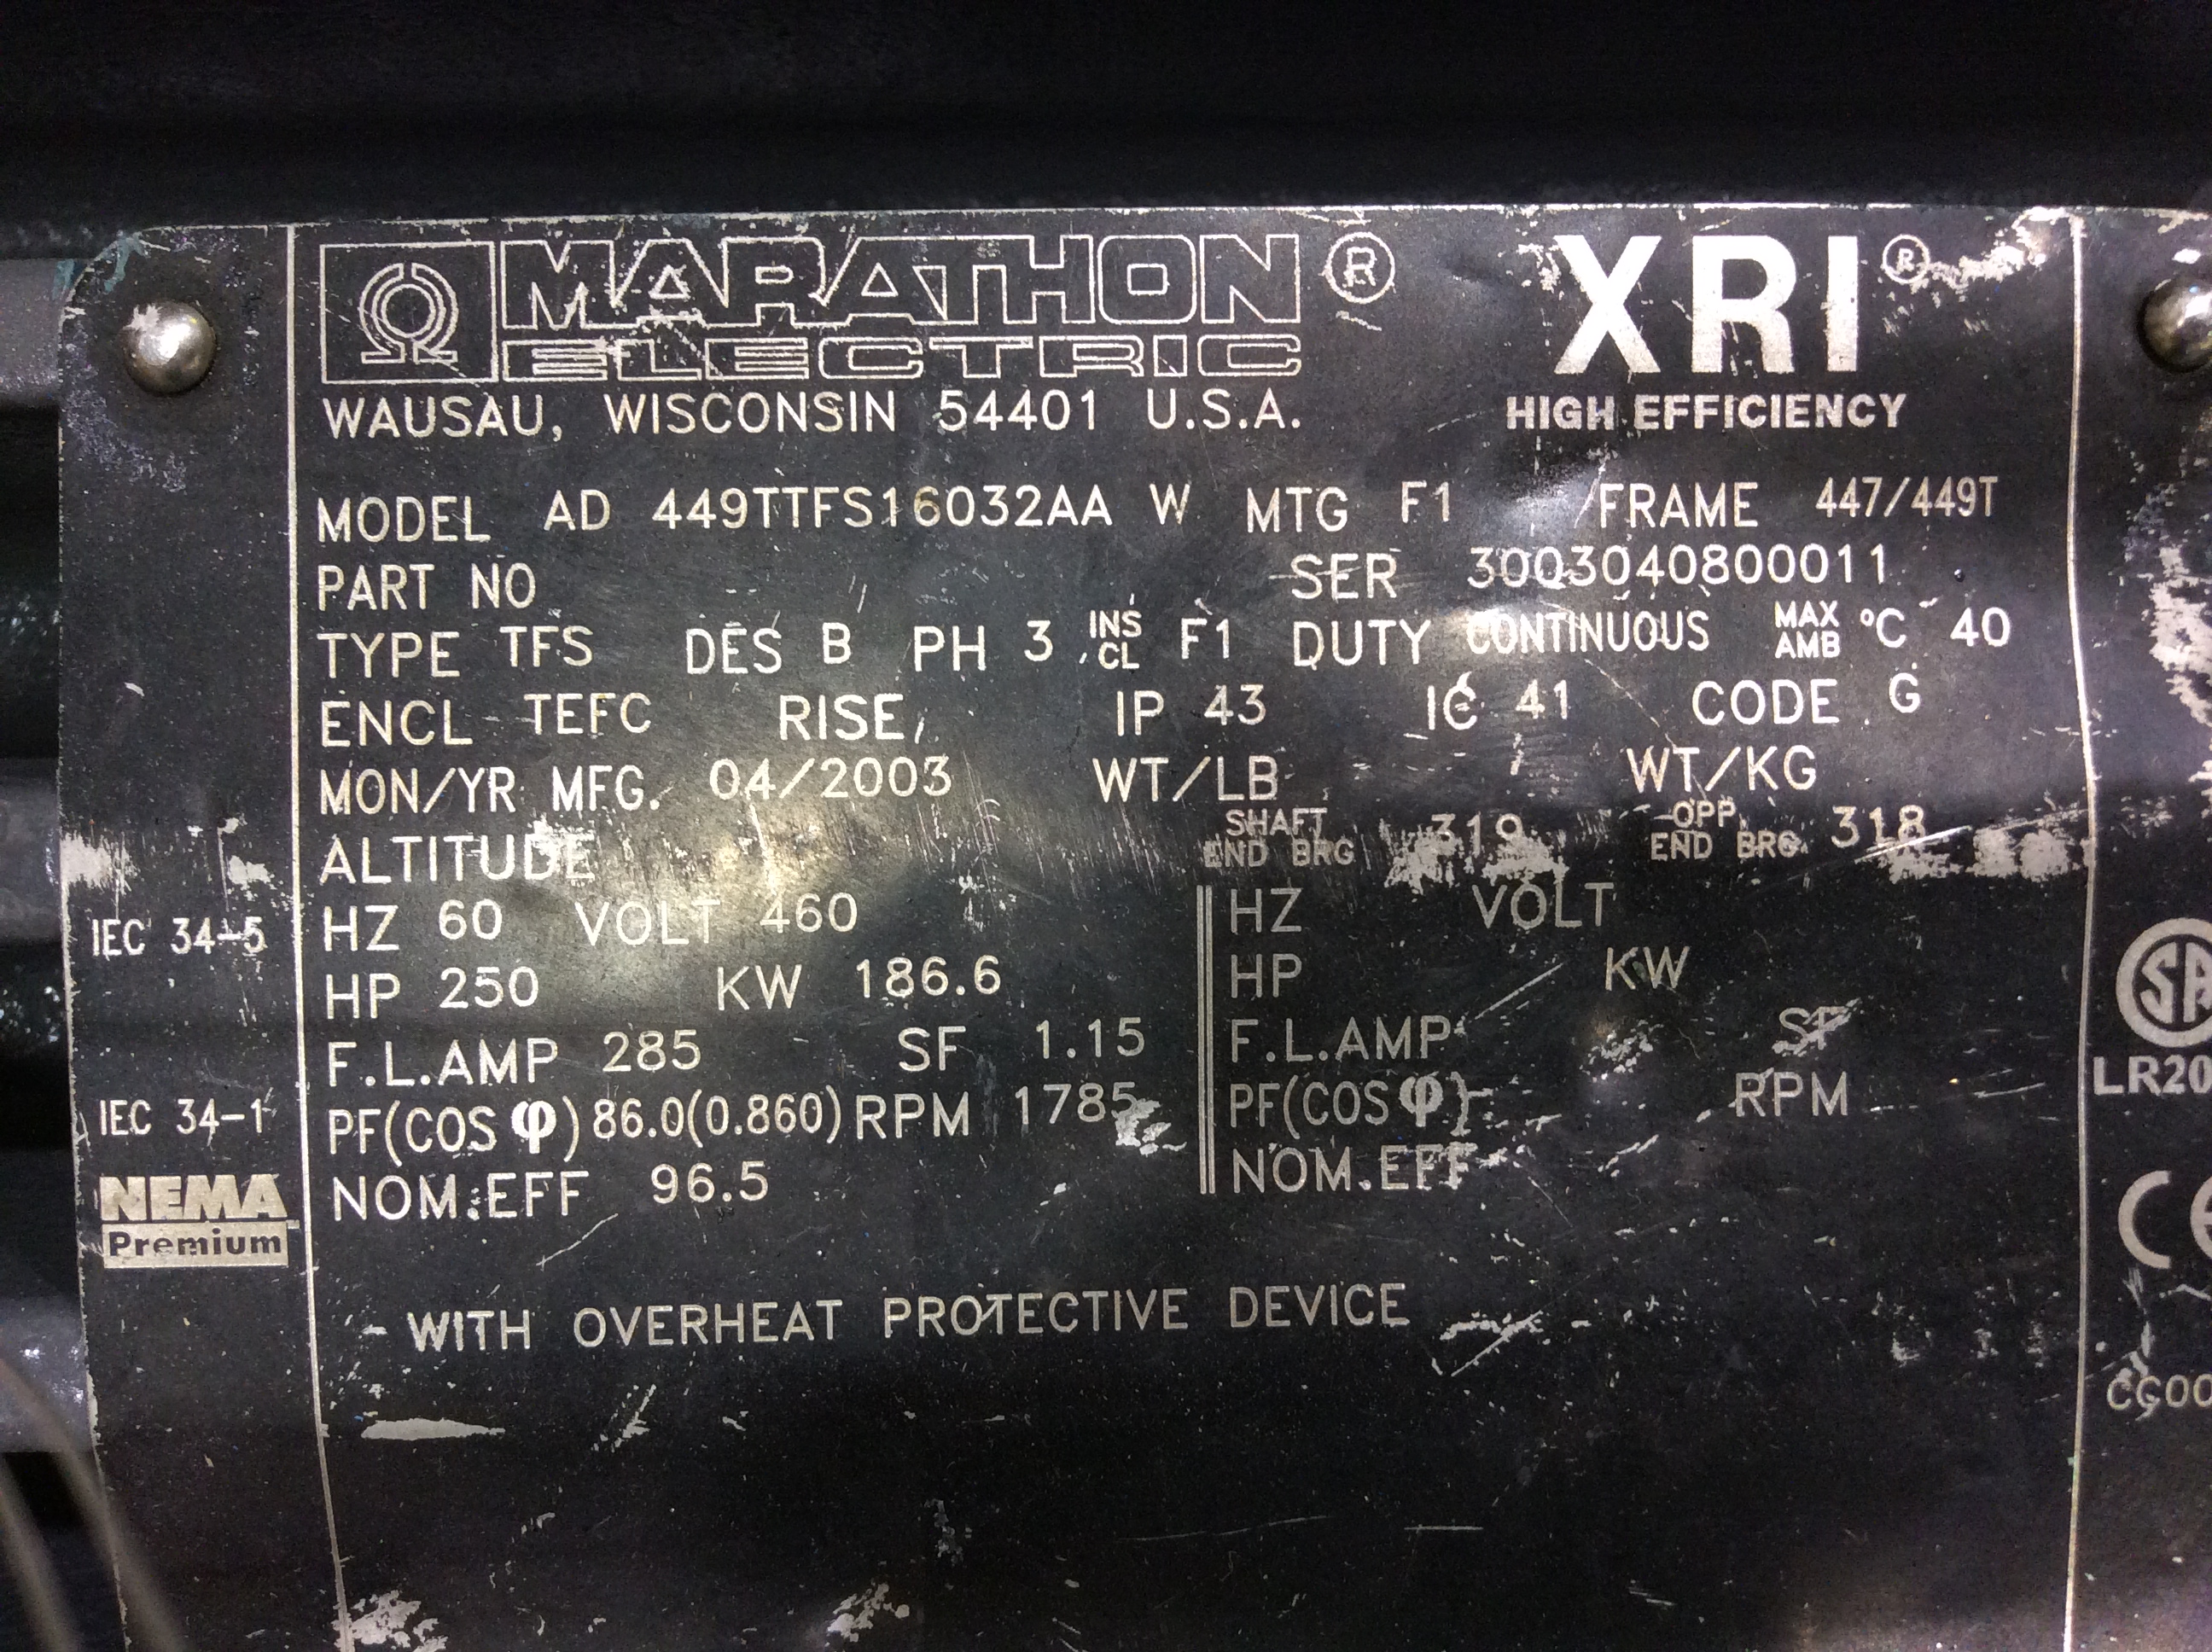 MARATHON ® XRI ®
ELECTRIC
WAUSAU, WISCONSIN 54401 U.S.A. HIGH EFFICIENCY
MODEL AD 449TTFS16032AA W MTG F1 FRAME 447/449T
PART NO SER 3003040800011
TYPE TFS DES B PH 3 INS CL F1 DUTY CONTINUOUS MAX AMB °C 40
ENCL TEFC RISE IP 43 IC 41 CODE G
MON/YR MFG. 04/2003 WT/LB WT/KG
ALTITUDE SHAFT END BRG 319 OPP END BRG 318
IEC 34-5 HZ 60 VOLT 460 HZ VOLT
HP 250 KW 186.6 HP KW
F.L.AMP 285 SF 1.15 F.L.AMP SF
IEC 34-1 PF(COS φ) 86.0(0.860) RPM 1785 PF(COS φ) RPM
NOM.EFF 96.5 NOM.EFF
NEMA
Premium
SA
LR20
CE
CC00
- WITH OVERHEAT PROTECTIVE DEVICE